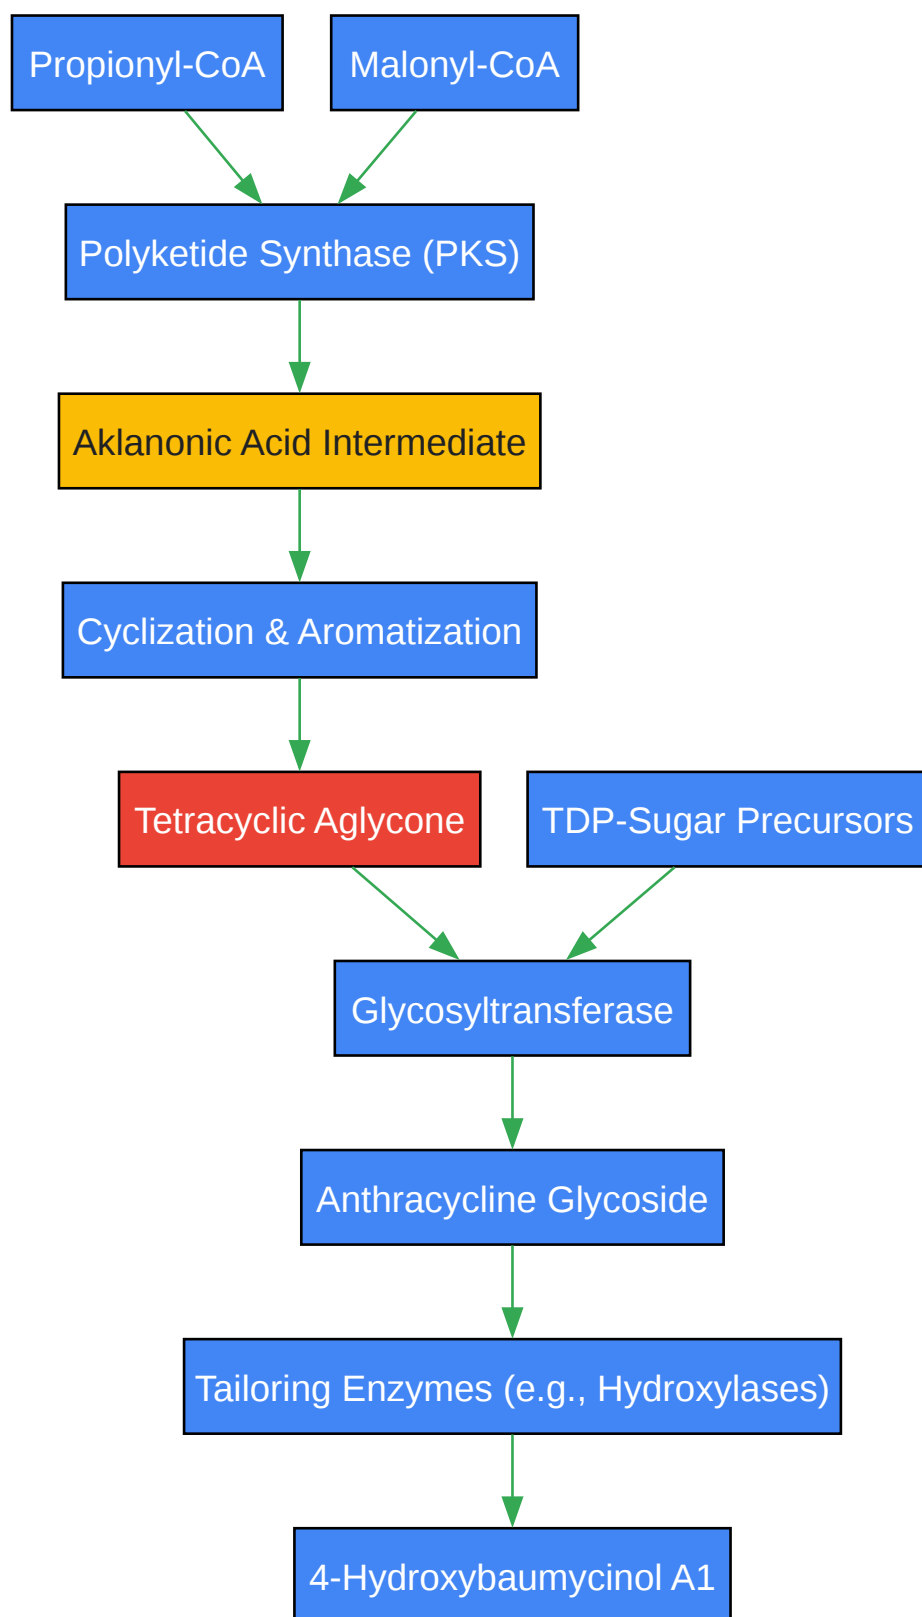 Propionyl-CoA
Malonyl-CoA
Polyketide Synthase (PKS)
Aklanonic Acid Intermediate
Cyclization & Aromatization
Tetracyclic Aglycone
TDP-Sugar Precursors
Glycosyltransferase
Anthracycline Glycoside
Tailoring Enzymes (e.g., Hydroxylases)
4-Hydroxybaumycinol A1